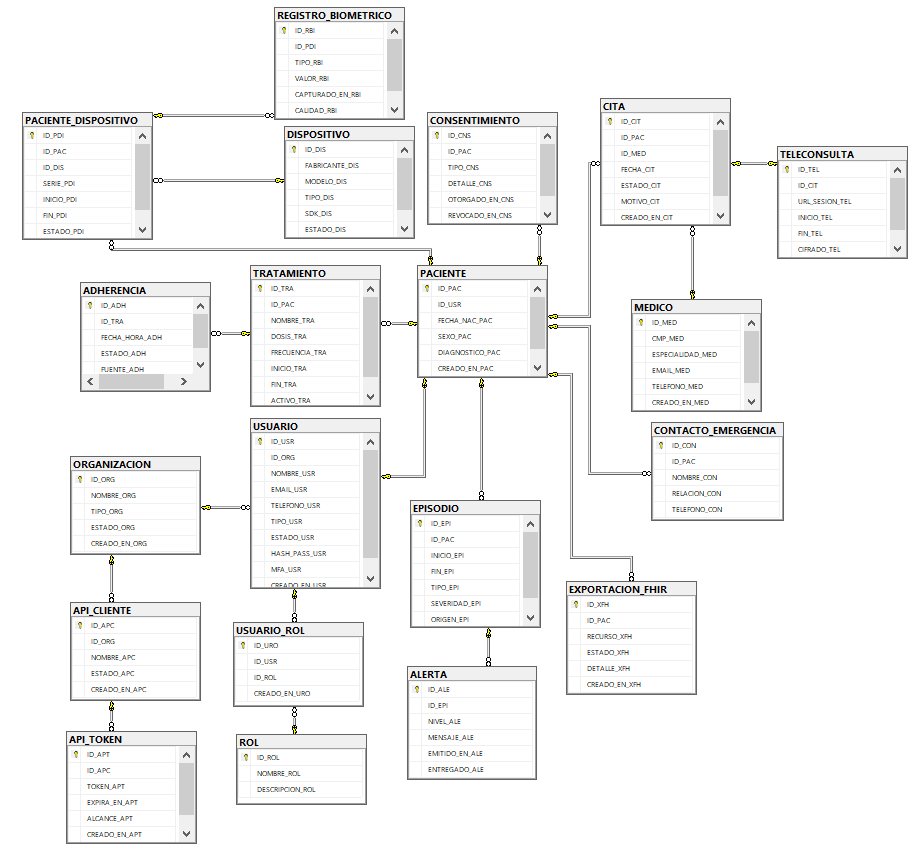 REGISTRO_BIOMETRICO
ID_RBI
ID_PDI
TIPO_RBI
VALOR_RBI
CAPTURADO_EN_RBI
CALIDAD_RBI
PACIENTE_DISPOSITIVO
ID_PDI
ID_PAC
ID_DIS
SERIE_PDI
INICIO_PDI
FIN_PDI
ESTADO_PDI
DISPOSITIVO
ID_DIS
FABRICANTE_DIS
MODELO_DIS
TIPO_DIS
SDK_DIS
ESTADO_DIS
CONSENTIMIENTO
ID_CNS
ID_PAC
TIPO_CNS
DETALLE_CNS
OTORGADO_EN_CNS
REVOCADO_EN_CNS
CITA
ID_CIT
ID_PAC
ID_MED
FECHA_CIT
ESTADO_CIT
MOTIVO_CIT
CREADO_EN_CIT
TELECONSULTA
ID_TEL
ID_CIT
URL_SESION_TEL
INICIO_TEL
FIN_TEL
CIFRADO_TEL
ADHERENCIA
ID_ADH
ID_TRA
FECHA_HORA_ADH
ESTADO_ADH
FUENTE_ADH
TRATAMIENTO
ID_TRA
ID_PAC
NOMBRE_TRA
DOSIS_TRA
FRECUENCIA_TRA
INICIO_TRA
FIN_TRA
ACTIVO_TRA
PACIENTE
ID_PAC
ID_USR
FECHA_NAC_PAC
SEXO_PAC
DIAGNOSTICO_PAC
CREADO_EN_PAC
MEDICO
ID_MED
CMP_MED
ESPECIALIDAD_MED
EMAIL_MED
TELEFONO_MED
CREADO_EN_MED
CONTACTO_EMERGENCIA
ID_CON
ID_PAC
NOMBRE_CON
RELACION_CON
TELEFONO_CON
USUARIO
ID_USR
ID_ORG
NOMBRE_USR
EMAIL_USR
TELEFONO_USR
TIPO_USR
ESTADO_USR
HASH_PASS_USR
MFA_USR
CREADO_EN_USR
ORGANIZACION
ID_ORG
NOMBRE_ORG
TIPO_ORG
ESTADO_ORG
CREADO_EN_ORG
EPISODIO
ID_EPI
ID_PAC
INICIO_EPI
FIN_EPI
TIPO_EPI
SEVERIDAD_EPI
ORIGEN_EPI
EXPORTACION_FHIR
ID_XFH
ID_PAC
RECURSO_XFH
ESTADO_XFH
DETALLE_XFH
CREADO_EN_XFH
API_CLIENTE
ID_APC
ID_ORG
NOMBRE_APC
ESTADO_APC
CREADO_EN_APC
USUARIO_ROL
ID_URO
ID_USR
ID_ROL
CREADO_EN_URO
ALERTA
ID_ALE
ID_EPI
NIVEL_ALE
MENSAJE_ALE
EMITIDO_EN_ALE
ENTREGADO_ALE
API_TOKEN
ID_APT
ID_APC
TOKEN_APT
EXPIRA_EN_APT
ALCANCE_APT
CREADO_EN_APT
ROL
ID_ROL
NOMBRE_ROL
DESCRIPCION_ROL